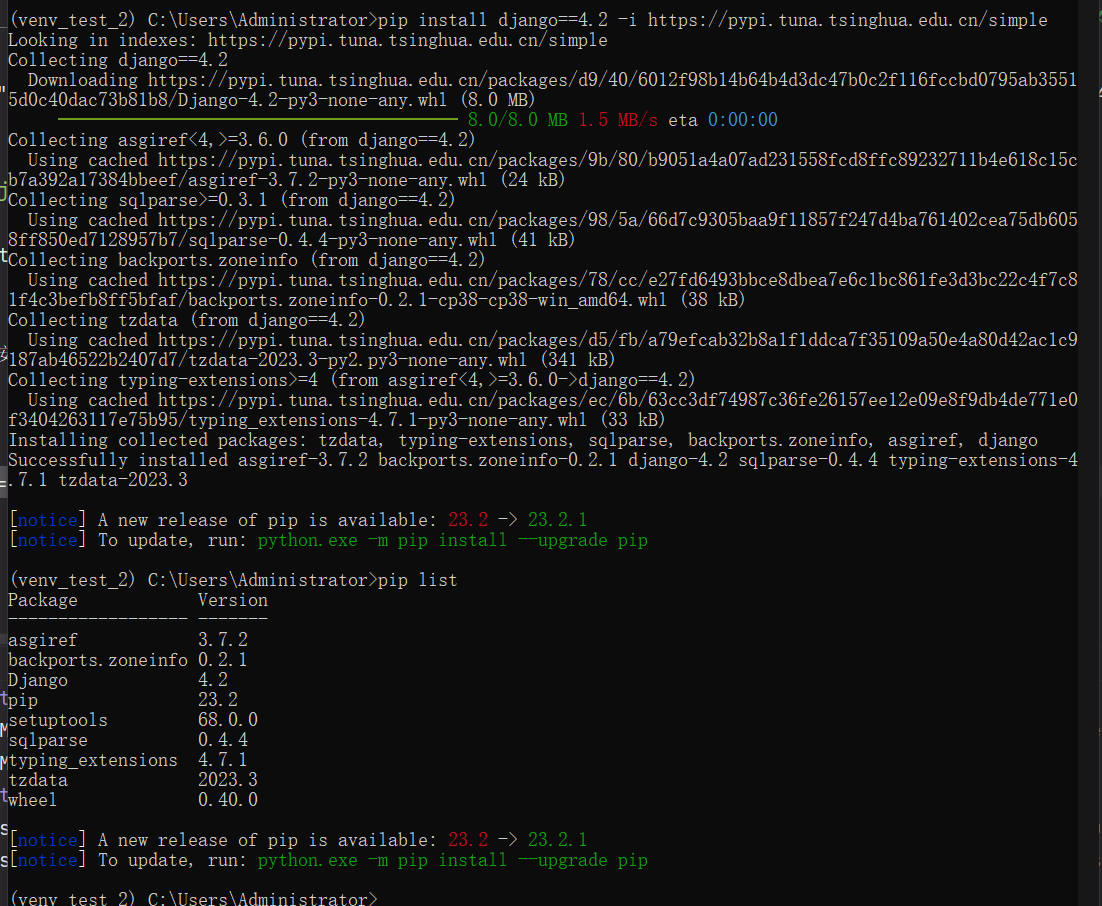 (venv_test_2) C:\Users\Administrator>pip install django==4.2 -i https://pypi.tuna.tsinghua.edu.cn/simple
Looking in indexes: https://pypi.tuna.tsinghua.edu.cn/simple
Collecting django==4.2
  Downloading https://pypi.tuna.tsinghua.edu.cn/packages/d9/40/6012f98b14b64b4d3dc47b0c2f116fccbd0795ab3551
5d0c40dac73b81b8/Django-4.2-py3-none-any.whl (8.0 MB)
8.0/8.0 MB 1.5 MB/s eta 0:00:00
Collecting asgiref<4,>=3.6.0 (from django==4.2)
  Using cached https://pypi.tuna.tsinghua.edu.cn/packages/9b/80/b9051a4a07ad231558fcd8ffc89232711b4e618c15c
b7a392a17384bbeef/asgiref-3.7.2-py3-none-any.whl (24 kB)
Collecting sqlparse>=0.3.1 (from django==4.2)
  Using cached https://pypi.tuna.tsinghua.edu.cn/packages/98/5a/66d7c9305baa9f11857f247d4ba761402cea75db605
8ff850ed7128957b7/sqlparse-0.4.4-py3-none-any.whl (41 kB)
Collecting backports.zoneinfo (from django==4.2)
  Using cached https://pypi.tuna.tsinghua.edu.cn/packages/78/cc/e27fd6493bbce8dbea7e6c1bc861fe3d3bc22c4f7c8
1f4c3befb8ff5bfaf/backports.zoneinfo-0.2.1-cp38-cp38-win_amd64.whl (38 kB)
Collecting tzdata (from django==4.2)
  Using cached https://pypi.tuna.tsinghua.edu.cn/packages/d5/fb/a79efcab32b8a1f1ddca7f35109a50e4a80d42ac1c9
187ab46522b2407d7/tzdata-2023.3-py2.py3-none-any.whl (341 kB)
Collecting typing-extensions>=4 (from asgiref<4,>=3.6.0->django==4.2)
  Using cached https://pypi.tuna.tsinghua.edu.cn/packages/ec/6b/63cc3df74987c36fe26157ee12e09e8f9db4de771e0
f3404263117e75b95/typing_extensions-4.7.1-py3-none-any.whl (33 kB)
Installing collected packages: tzdata, typing-extensions, sqlparse, backports.zoneinfo, asgiref, django
Successfully installed asgiref-3.7.2 backports.zoneinfo-0.2.1 django-4.2 sqlparse-0.4.4 typing-extensions-4
.7.1 tzdata-2023.3
[notice] A new release of pip is available: 23.2 -> 23.2.1
[notice] To update, run: python.exe -m pip install --upgrade pip
(venv_test_2) C:\Users\Administrator>pip list
Package            Version
------------------ -------
asgiref            3.7.2
backports.zoneinfo 0.2.1
Django             4.2
pip                23.2
setuptools         68.0.0
sqlparse           0.4.4
typing_extensions  4.7.1
tzdata             2023.3
wheel              0.40.0
[notice] A new release of pip is available: 23.2 -> 23.2.1
[notice] To update, run: python.exe -m pip install --upgrade pip
(venv_test_2) C:\Users\Administrator>